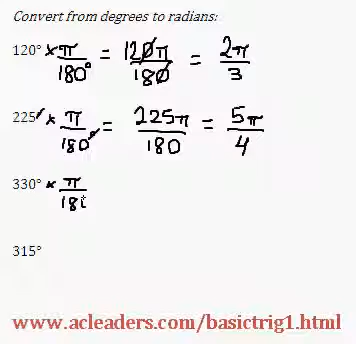 Convert from degrees to radians:
120° × π/180° = 120π/180 = 2π/3
225° × π/180° = 225π/180 = 5π/4
330° × π/18
315°
www.acleaders.com/basictrig1.html